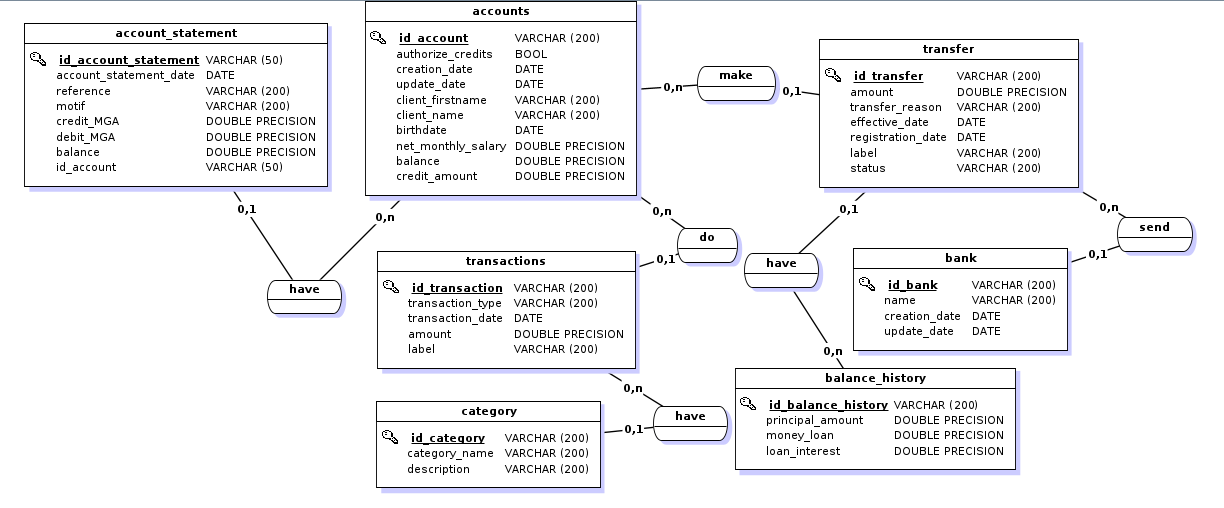 account_statement
id_account_statement VARCHAR (50)
account_statement_date DATE
reference VARCHAR (200)
motif VARCHAR (200)
credit_MGA DOUBLE PRECISION
debit_MGA DOUBLE PRECISION
balance DOUBLE PRECISION
id_account VARCHAR (50)
accounts
id_account VARCHAR (200)
authorize_credits BOOL
creation_date DATE
update_date DATE
client_firstname VARCHAR (200)
client_name VARCHAR (200)
birthdate DATE
net_monthly_salary DOUBLE PRECISION
balance DOUBLE PRECISION
credit_amount DOUBLE PRECISION
0,n
make
0,1
transfer
id_transfer VARCHAR (200)
amount DOUBLE PRECISION
transfer_reason VARCHAR (200)
effective_date DATE
registration_date DATE
label VARCHAR (200)
status VARCHAR (200)
0,1
0,n
have
0,n
do
0,1
0,1
have
0,n
0,n
send
0,1
transactions
id_transaction VARCHAR (200)
transaction_type VARCHAR (200)
transaction_date DATE
amount DOUBLE PRECISION
label VARCHAR (200)
bank
id_bank VARCHAR (200)
name VARCHAR (200)
creation_date DATE
update_date DATE
0,n
have
0,1
category
id_category VARCHAR (200)
category_name VARCHAR (200)
description VARCHAR (200)
balance_history
id_balance_history VARCHAR (200)
principal_amount DOUBLE PRECISION
money_loan DOUBLE PRECISION
loan_interest DOUBLE PRECISION